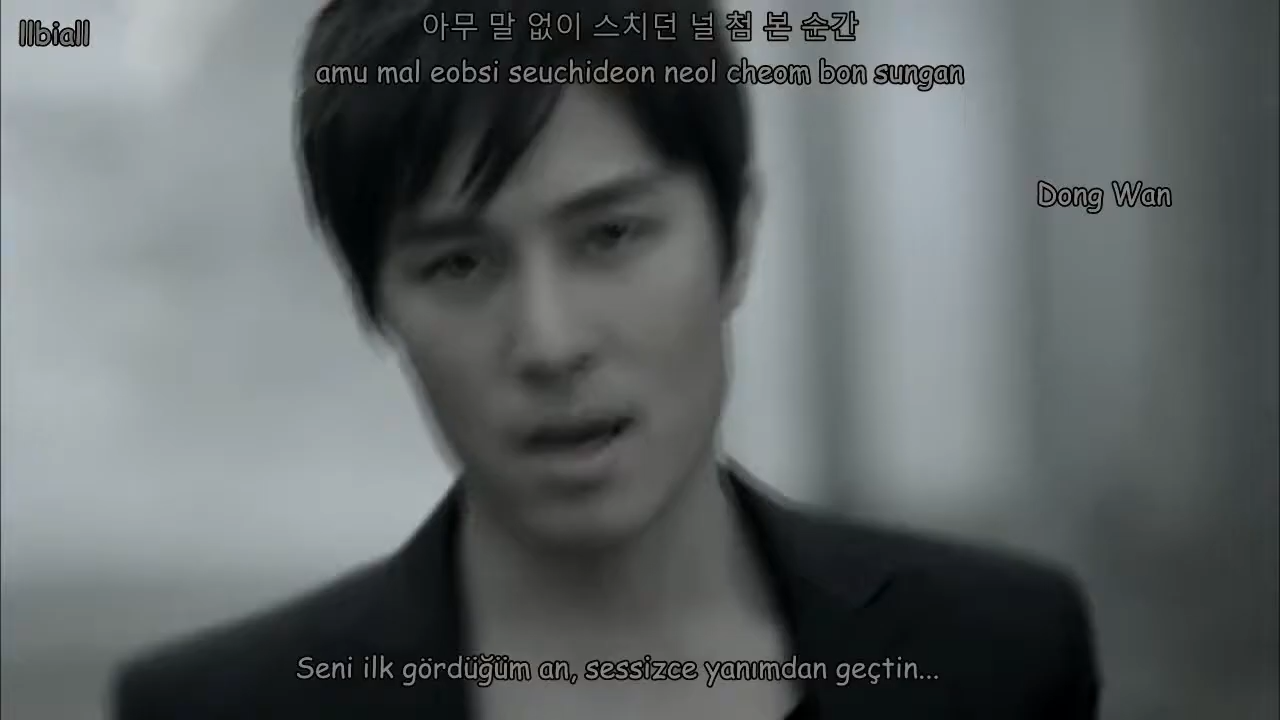 llbiall
아무 말 없이 스치던 널 첨 본 순간
amu mal eobsi seuchideon neol cheom bon sungan
Dong Wan
Seni ilk gördüğüm an, sessizce yanımdan geçtin...